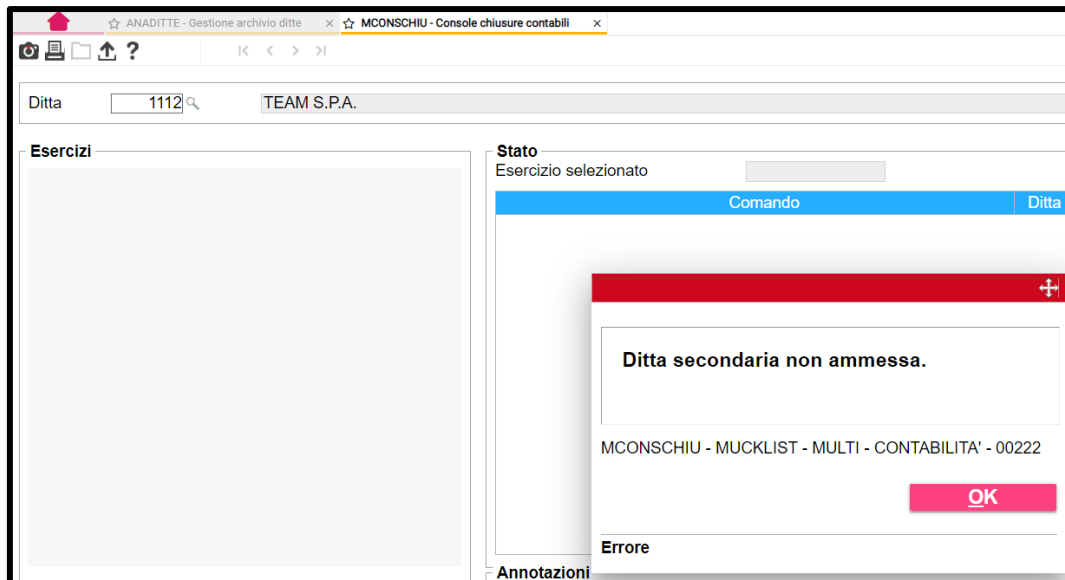 ANADITTE - Gestione archivio ditte
MCONSCHIU - Console chiusure contabili
?
Ditta
1112
TEAM S.P.A.
Esercizi
Stato
Esercizio selezionato
Comando
Ditta
Ditta secondaria non ammessa.
MCONSCHIU - MUCKLIST - MULTI - CONTABILITA' - 00222
OK
Errore
Annotazioni